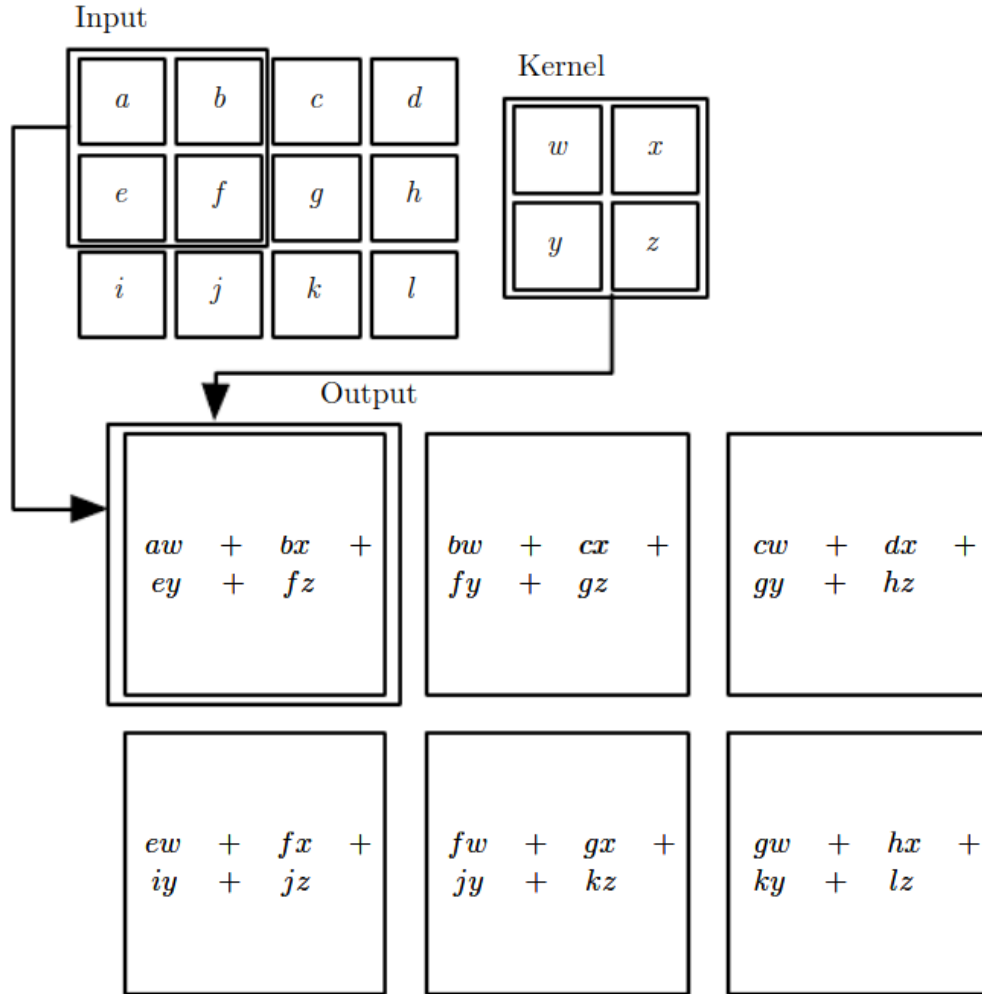 Input
a b c d
e f g h
i j k l
Kernel
w x
y z
Output
aw + bx +
ey + fz
bw + cx +
fy + gz
cw + dx +
gy + hz
ew + fx +
iy + jz
fw + gx +
jy + kz
gw + hx +
ky + lz